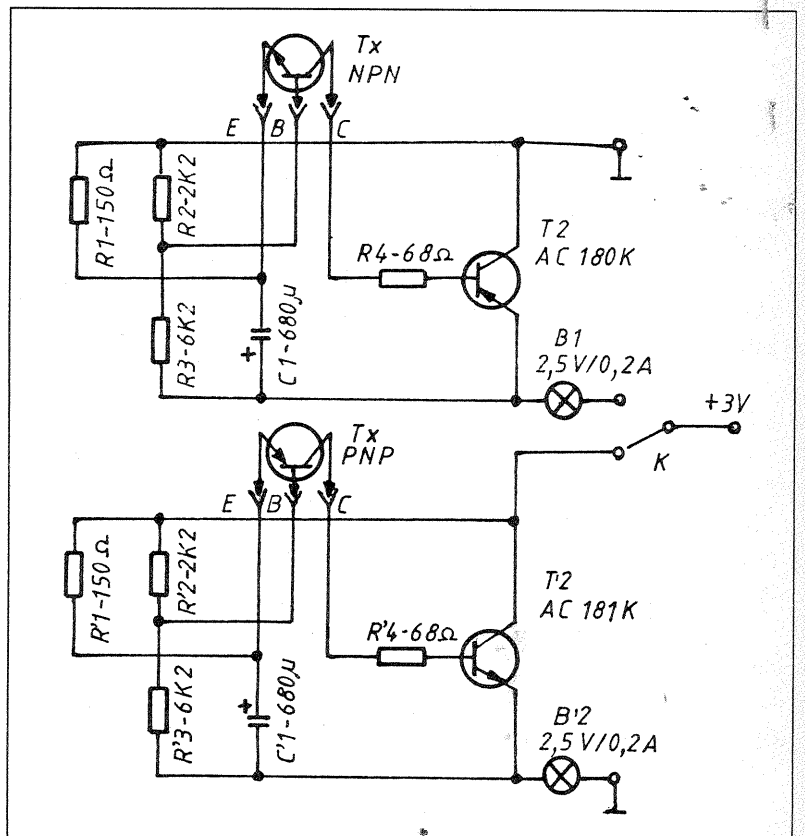 Tx
NPN
E B C
R1-150Ω
R2-2K2
R3-6K2
+
C1-680µ
R4-68Ω
T2
AC 180K
B1
2,5V/0,2A
+3V
K
Tx
PNP
E B C
R'1-150Ω
R'2-2K2
R'3-6K2
+
C'1-680µ
R'4-68Ω
T'2
AC 181K
B'2
2,5V/0,2A